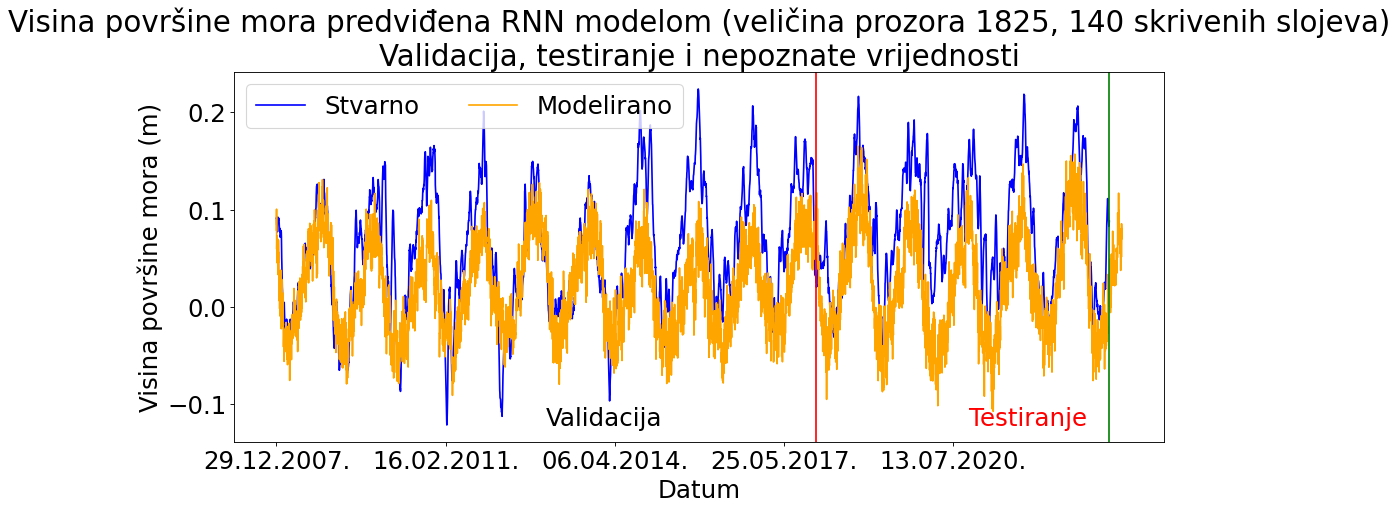 Visina površine mora predviđena RNN modelom (veličina prozora 1825, 140 skrivenih slojeva)
Validacija, testiranje i nepoznate vrijednosti
Stvarno
Modelirano
Visina površine mora (m)
0.2
0.1
0.0
−0.1
Validacija
Testiranje
29.12.2007.
16.02.2011.
06.04.2014.
25.05.2017.
13.07.2020.
Datum